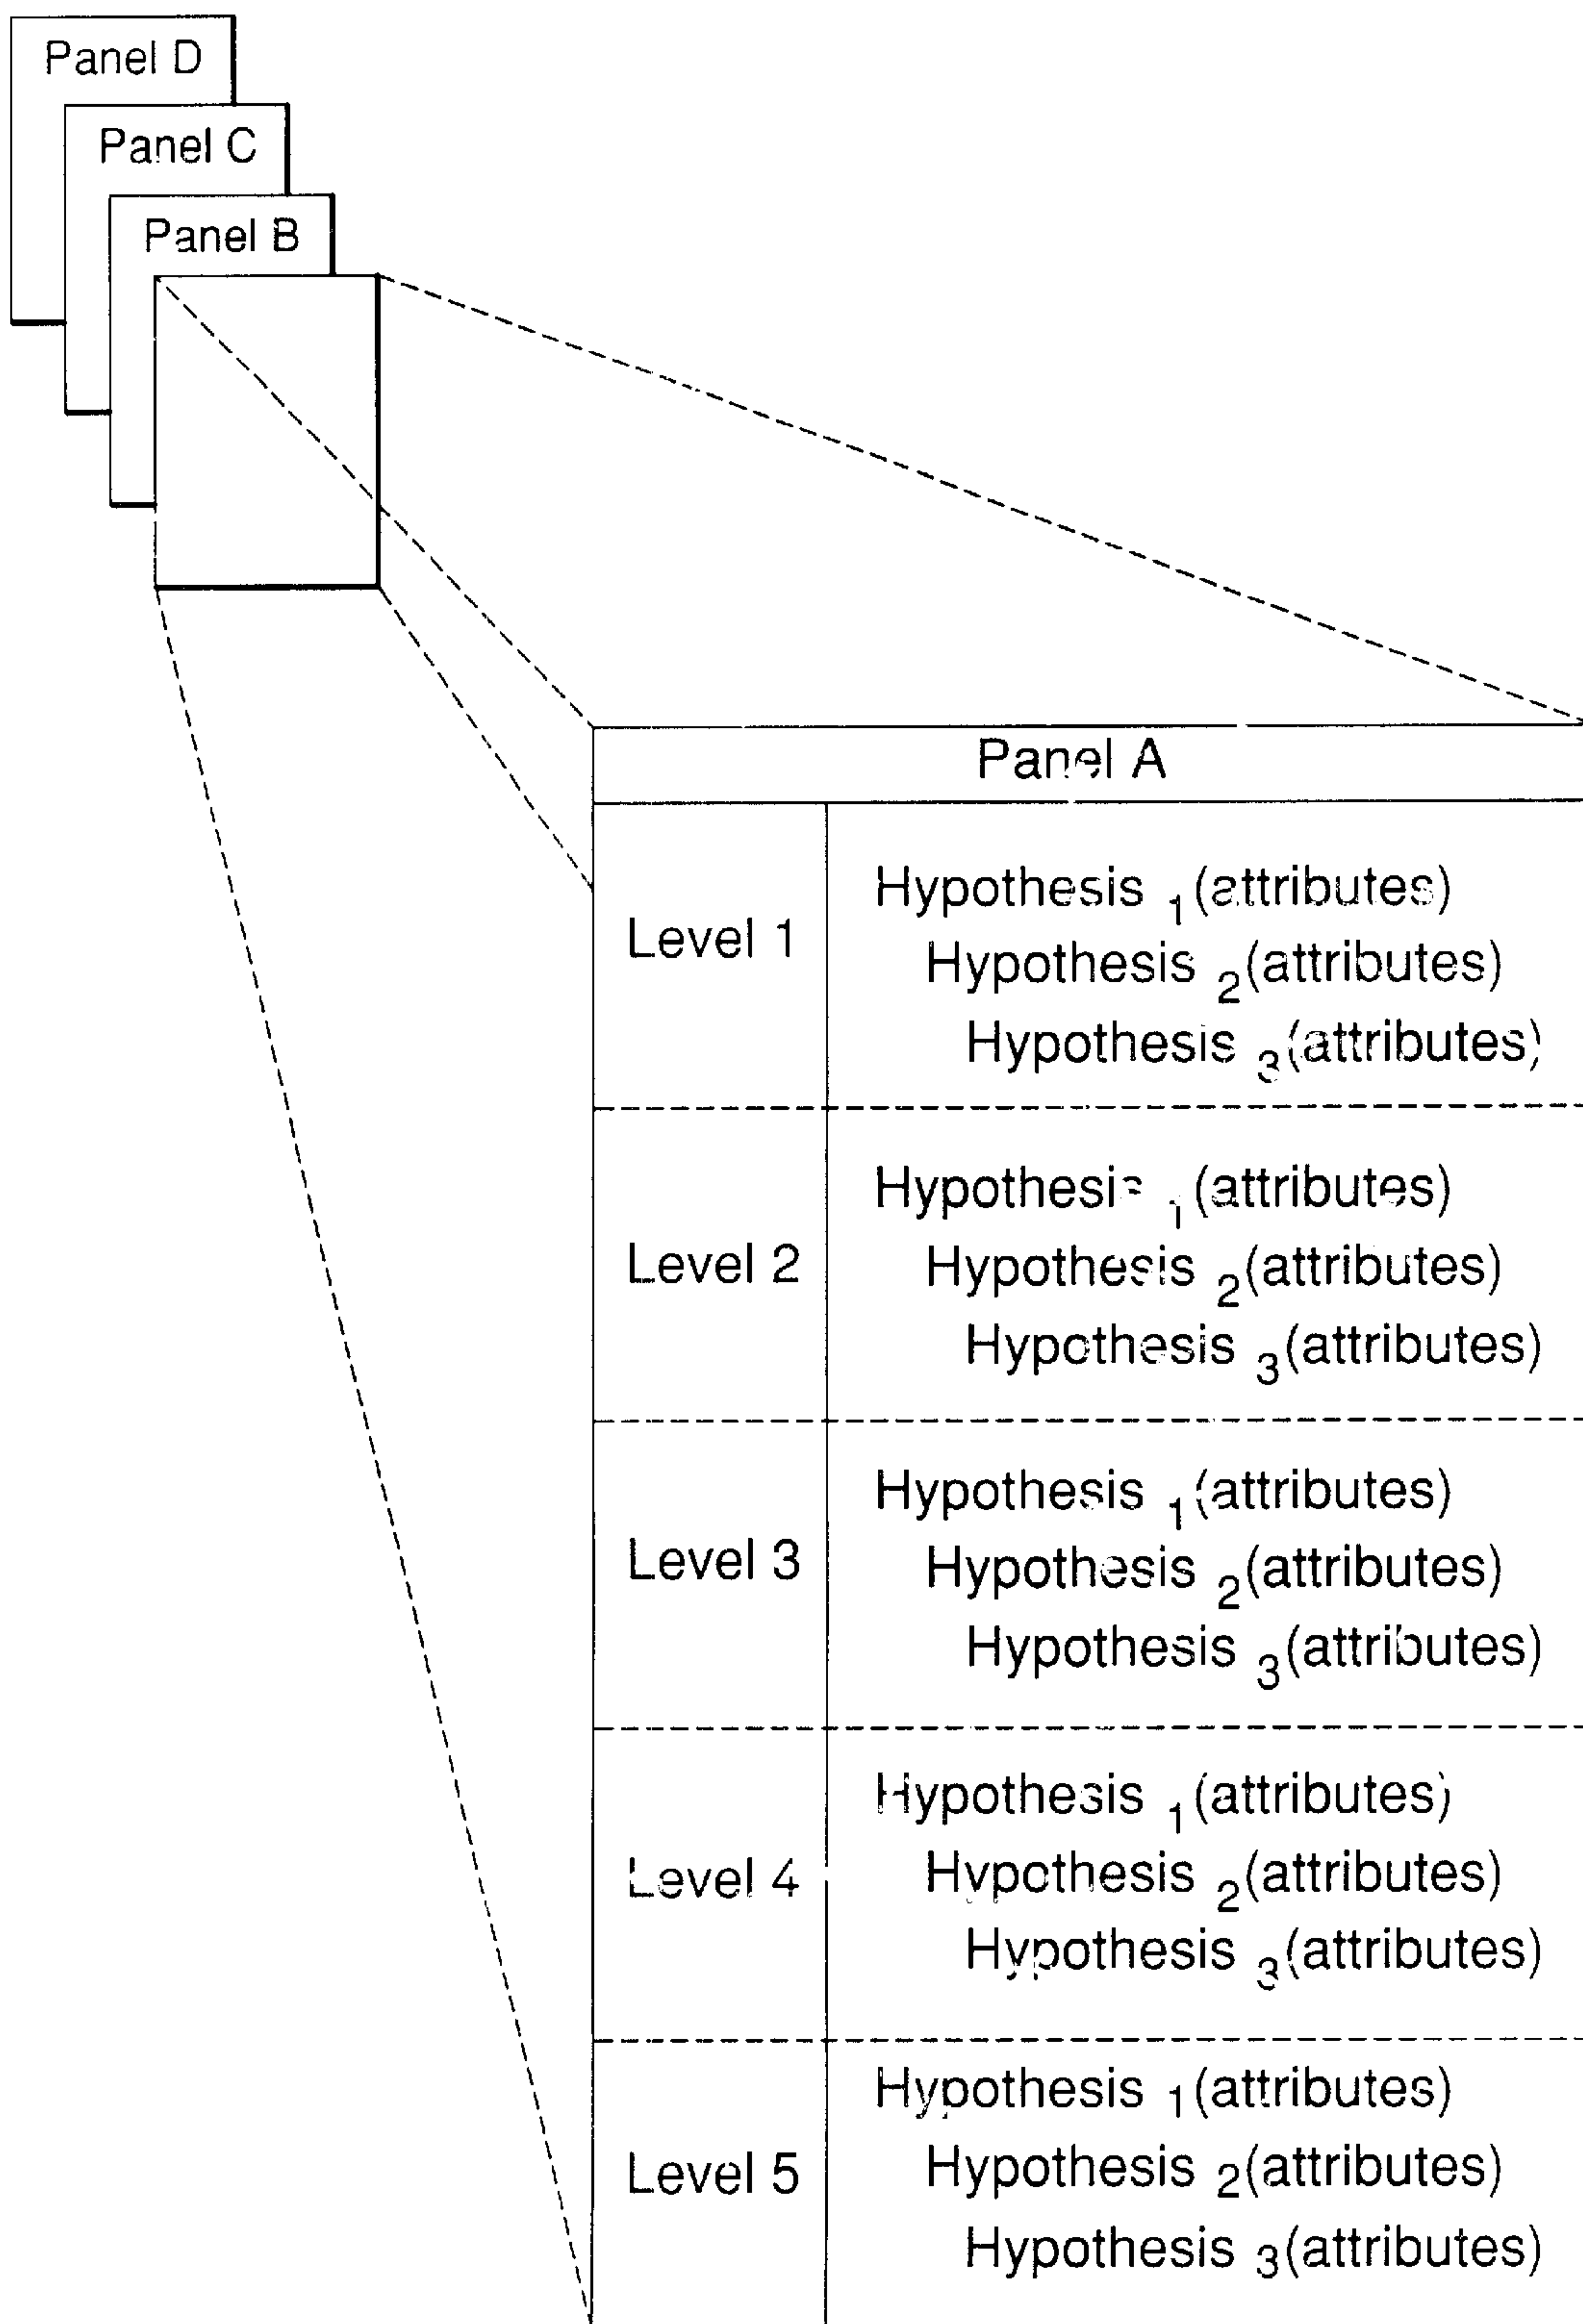 Panel D
Panel C
Panel B
Panel A
Level 1
Hypothesis 1 (attributes)
Hypothesis 2 (attributes)
Hypothesis 3 (attributes)
Level 2
Hypothesis 1 (attributes)
Hypothesis 2 (attributes)
Hypothesis 3 (attributes)
Level 3
Hypothesis 1 (attributes)
Hypothesis 2 (attributes)
Hypothesis 3 (attributes)
Level 4
Hypothesis 1 (attributes)
Hypothesis 2 (attributes)
Hypothesis 3 (attributes)
Level 5
Hypothesis 1 (attributes)
Hypothesis 2 (attributes)
Hypothesis 3 (attributes)